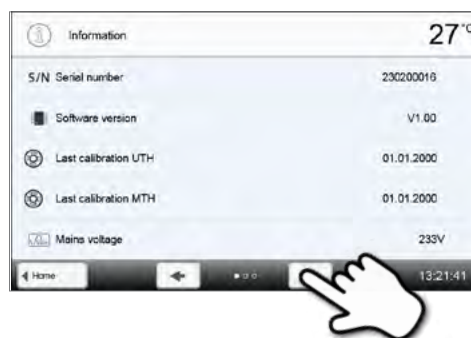 Information
27°C
S/N Serial number 230200016
Software version V1.00
Last calibration UTH 01.01.2000
Last calibration MTH 01.01.2000
Mains voltage 233V
Home 13:21:41